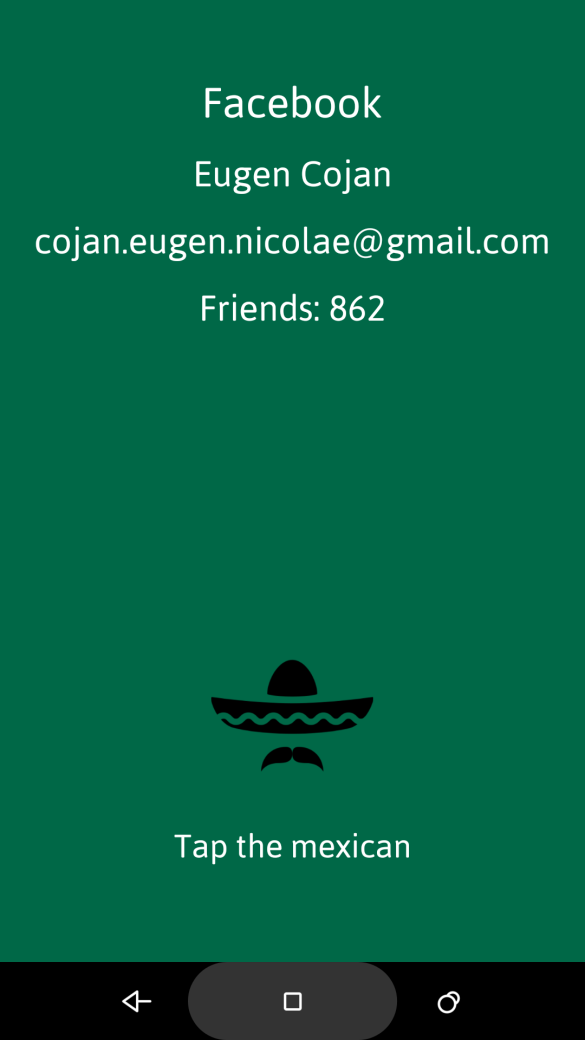 Facebook
Eugen Cojan
cojan.eugen.nicolae@gmail.com
Friends: 862
Tap the mexican